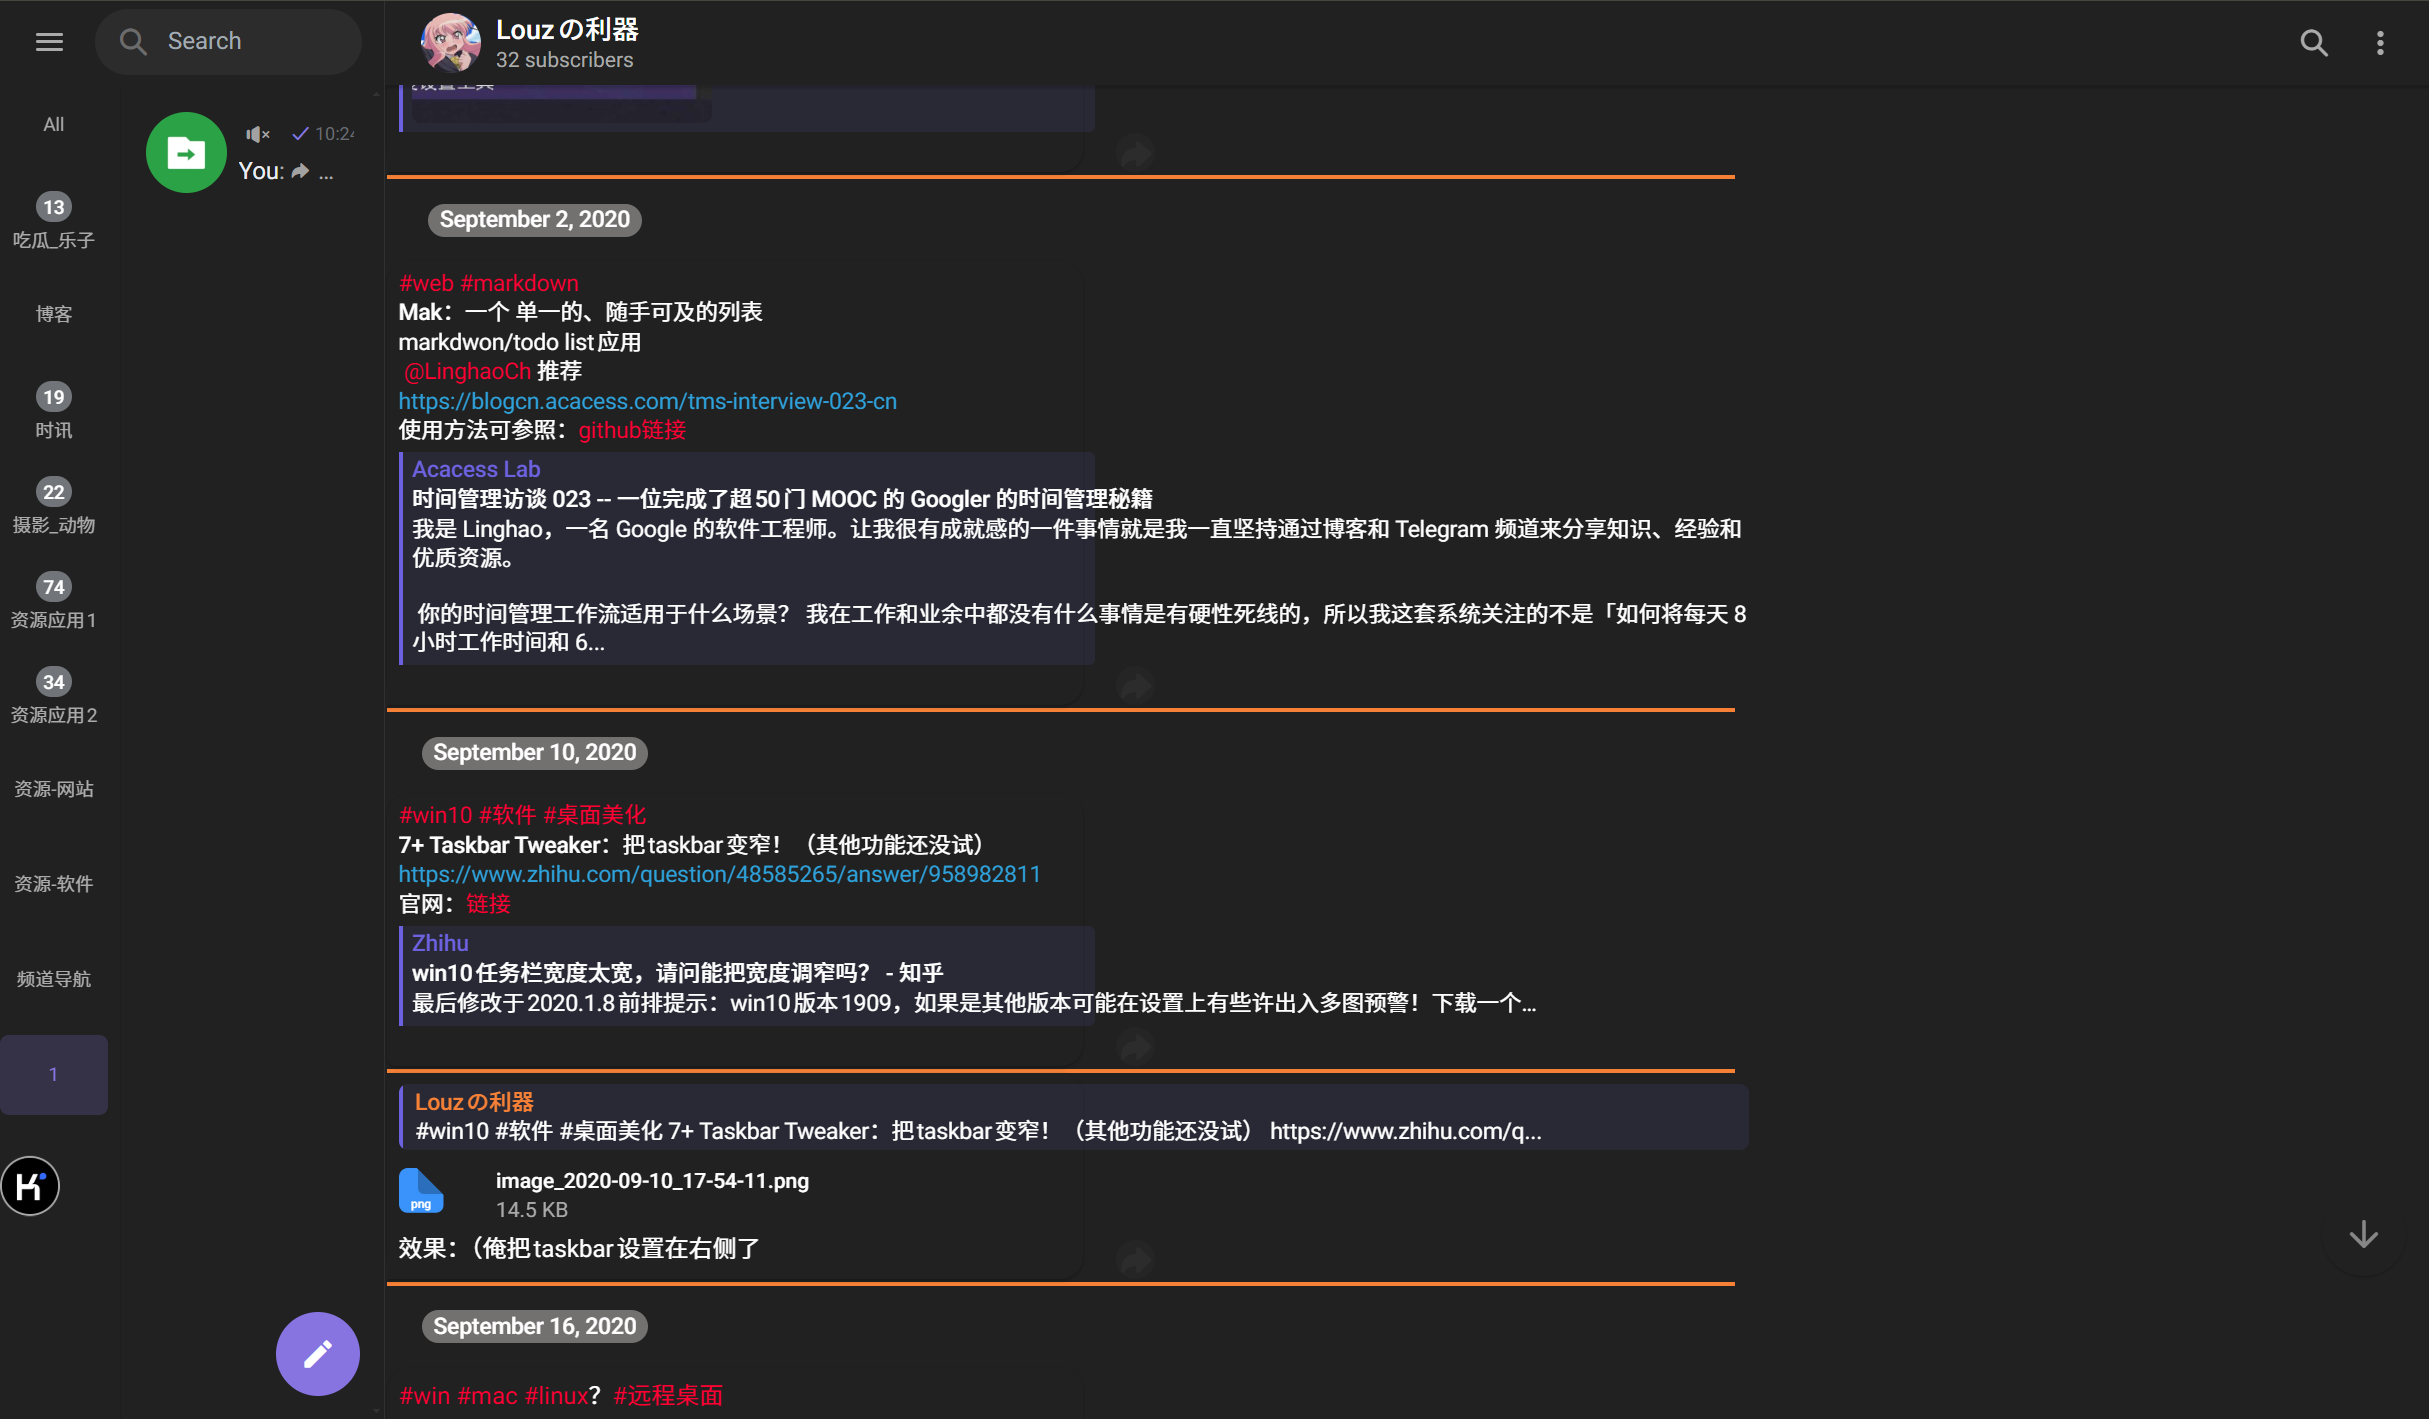 Search
All
13
吃瓜_乐子
博客
19
时讯
22
摄影_动物
74
资源应用1
34
资源应用2
资源-网站
资源-软件
频道导航
1
10:24
You: ...
Louzの利器
32 subscribers
September 2, 2020
#web #markdown
Mak：一个 单一的、随手可及的列表
markdwon/todo list应用
@LinghaoCh 推荐
https://blogcn.acacess.com/tms-interview-023-cn
使用方法可参照：github链接
Acacess Lab
时间管理访谈 023 -- 一位完成了超50门 MOOC 的 Googler 的时间管理秘籍
我是 Linghao，一名 Google 的软件工程师。让我很有成就感的一件事情就是我一直坚持通过博客和 Telegram 频道来分享知识、经验和
优质资源。
你的时间管理工作流适用于什么场景？ 我在工作和业余中都没有什么事情是有硬性死线的，所以我这套系统关注的不是「如何将每天 8
小时工作时间和 6...
September 10, 2020
#win10 #软件 #桌面美化
7+ Taskbar Tweaker：把taskbar变窄！（其他功能还没试）
https://www.zhihu.com/question/48585265/answer/958982811
官网：链接
Zhihu
win10任务栏宽度太宽，请问能把宽度调窄吗？ - 知乎
最后修改于2020.1.8前排提示：win10版本1909，如果是其他版本可能在设置上有些许出入多图预警！下载一个...
Louzの利器
#win10 #软件 #桌面美化 7+ Taskbar Tweaker：把taskbar变窄！（其他功能还没试） https://www.zhihu.com/q...
png
image_2020-09-10_17-54-11.png
14.5 KB
效果：（俺把taskbar设置在右侧了
September 16, 2020
#win #mac #linux？ #远程桌面